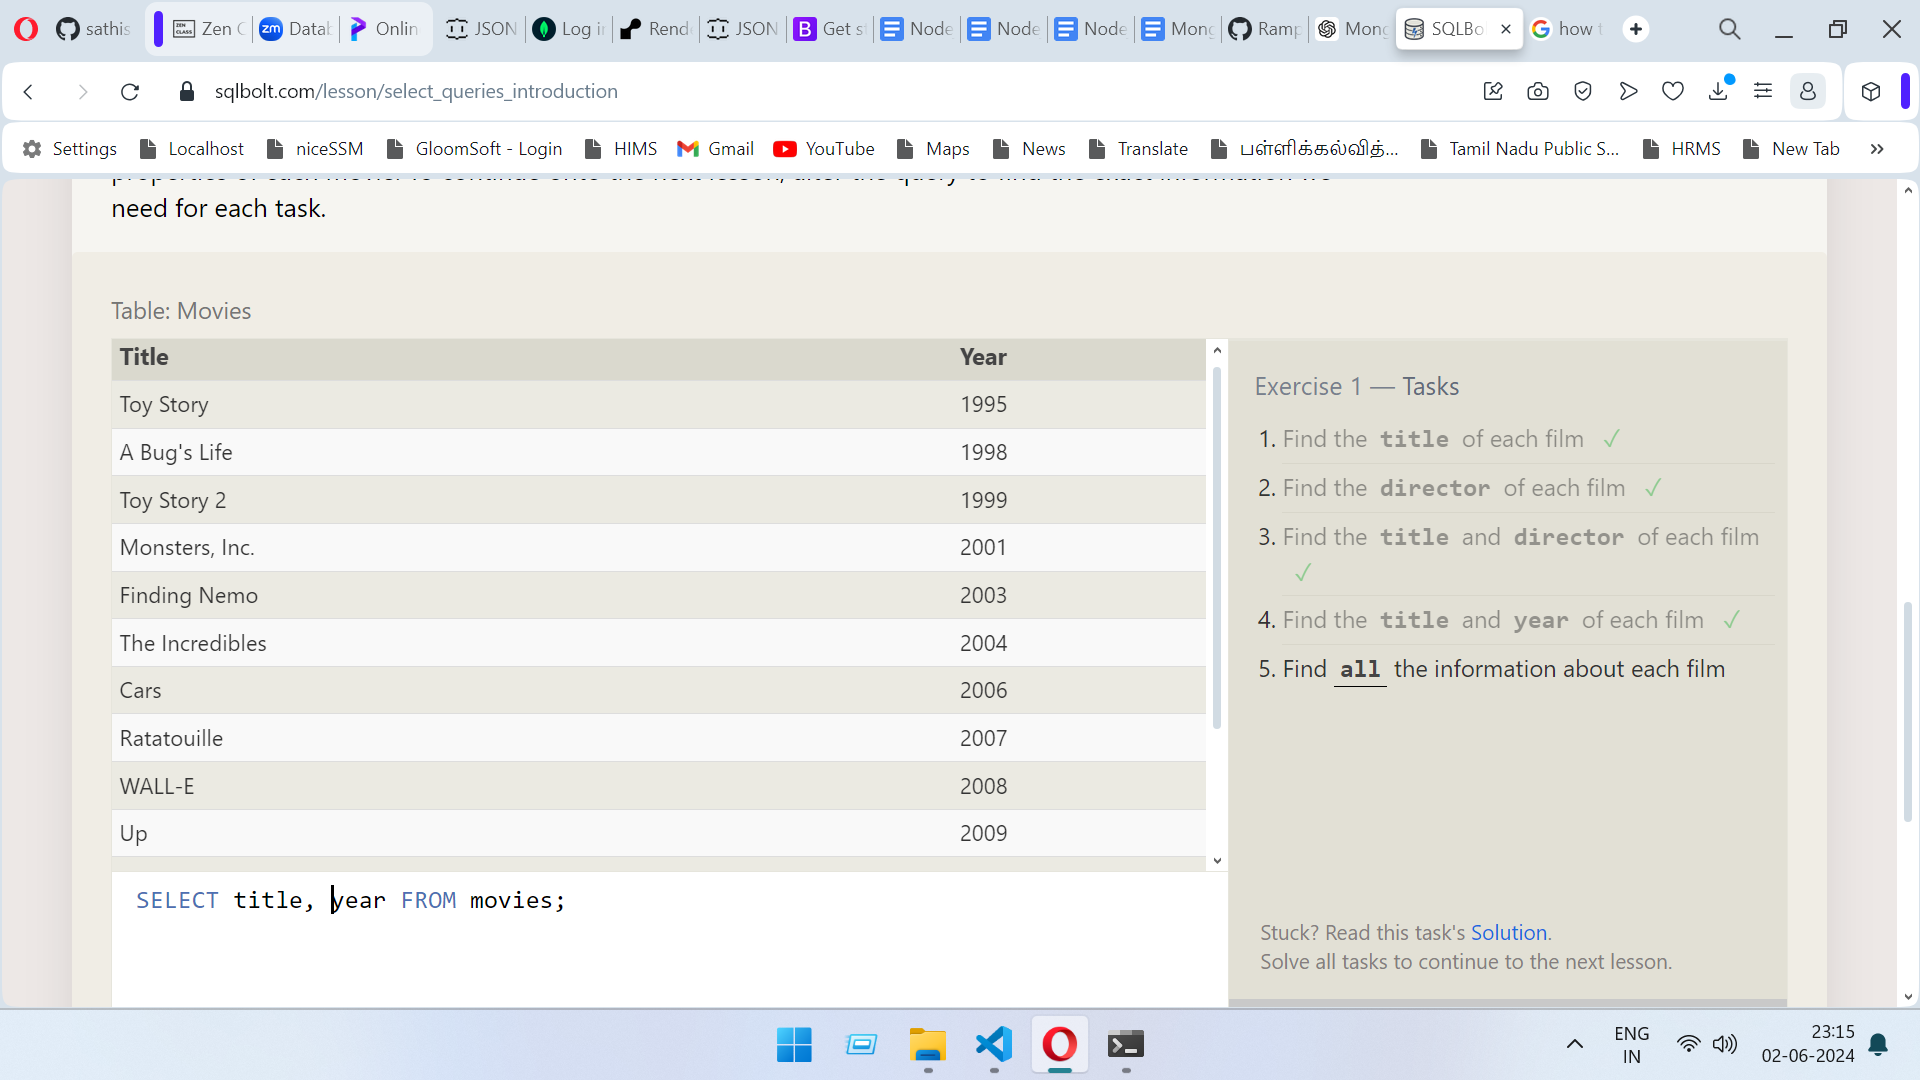 sathis
Zen C
Datab
Onlin
JSON
Log in
Rende
JSON
Get st
Node
Node
Node
Mong
Ramp
Mong
SQLBo
how t
sqlbolt.com/lesson/select_queries_introduction
Settings
Localhost
niceSSM
GloomSoft - Login
HIMS
Gmail
YouTube
Maps
News
Translate
பள்ளிக்கல்வித்...
Tamil Nadu Public S...
HRMS
New Tab
need for each task.
Table: Movies
Title Year
Toy Story 1995
A Bug's Life 1998
Toy Story 2 1999
Monsters, Inc. 2001
Finding Nemo 2003
The Incredibles 2004
Cars 2006
Ratatouille 2007
WALL-E 2008
Up 2009
SELECT title, year FROM movies;
Exercise 1 — Tasks
1. Find the title of each film ✓
2. Find the director of each film ✓
3. Find the title and director of each film
✓
4. Find the title and year of each film ✓
5. Find all the information about each film
Stuck? Read this task's Solution.
Solve all tasks to continue to the next lesson.
ENG
IN
23:15
02-06-2024